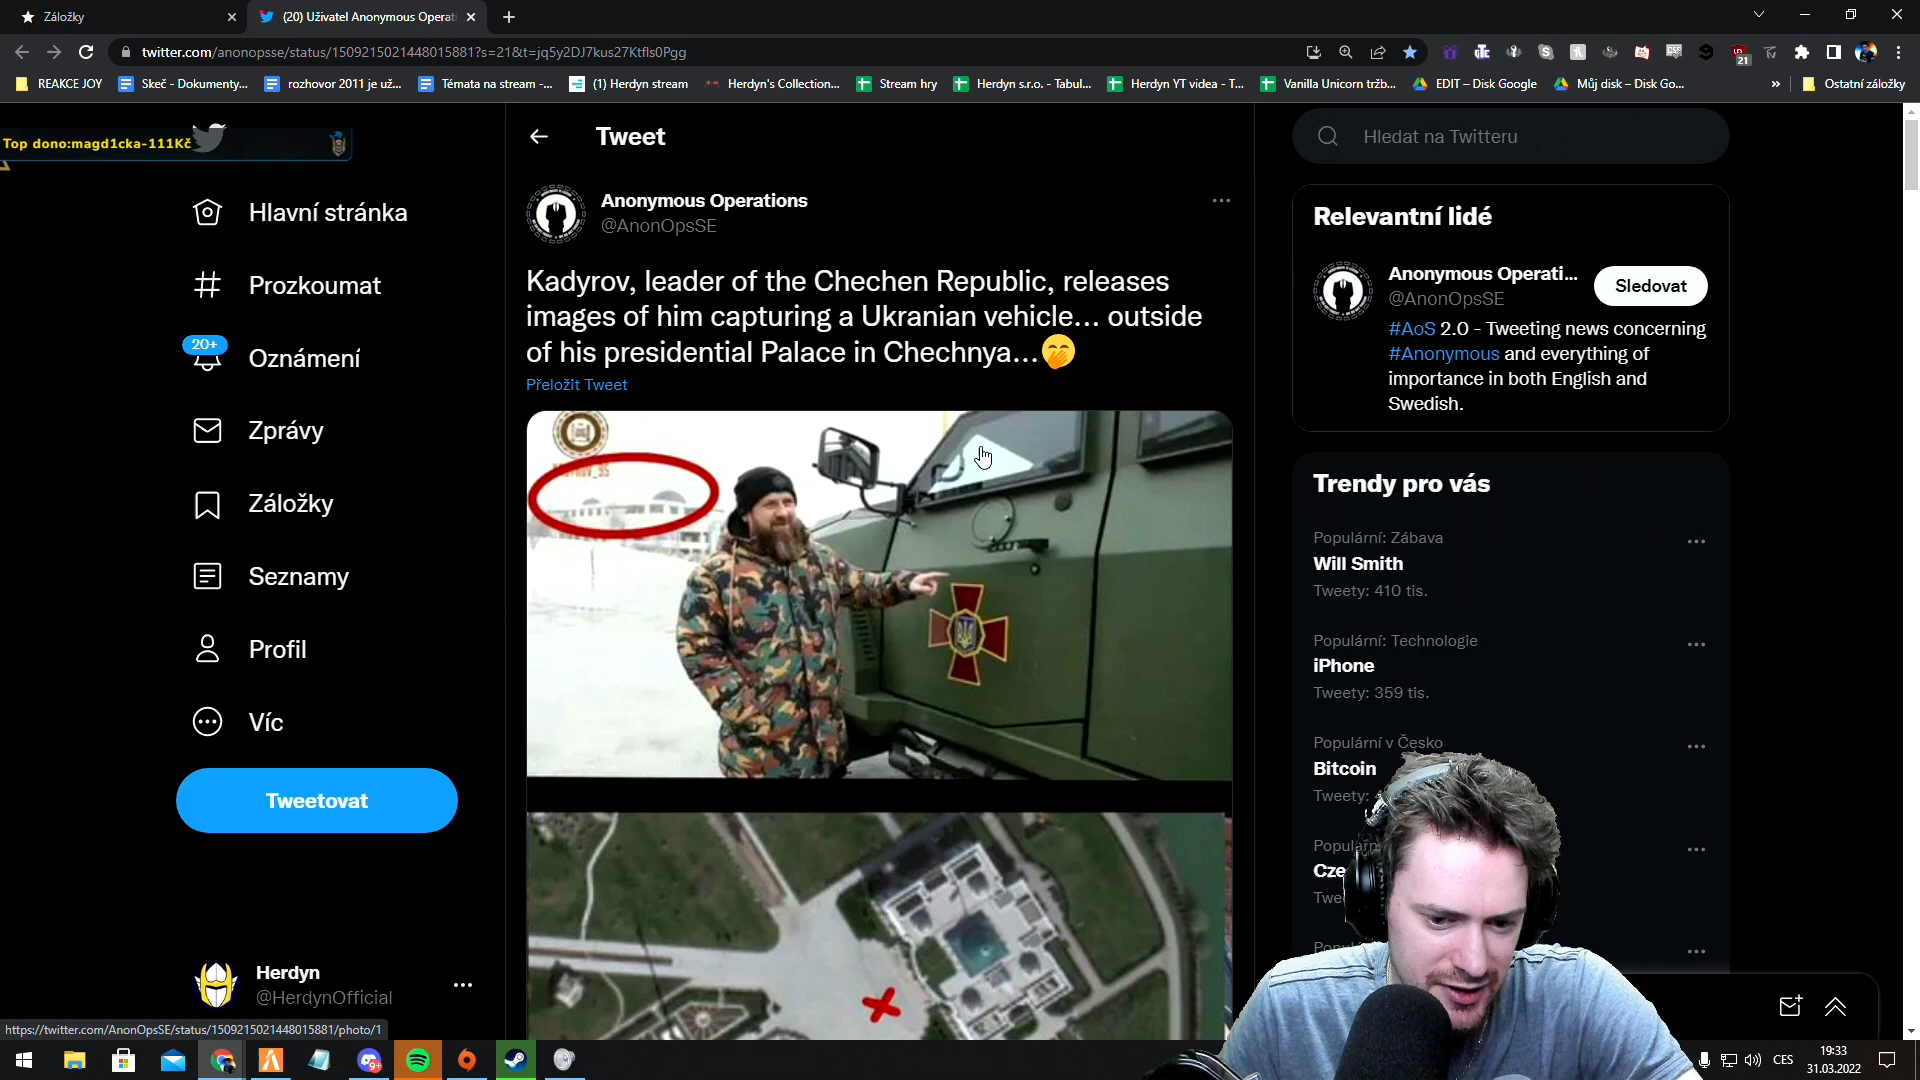 Záložky
(20) Uživatel Anonymous Operati
twitter.com/anonopsse/status/1509215021448015881?s=21&t=jq5y2DJ7kus27Ktfls0Pgg
21
REAKCE JOY
Skeč - Dokumenty...
rozhovor 2011 je už...
Témata na stream -...
(1) Herdyn stream
Herdyn's Collection...
Stream hry
Herdyn s.r.o. - Tabul...
Herdyn YT videa - T...
Vanilla Unicorn tržb...
EDIT – Disk Google
Můj disk – Disk Go...
»
Ostatní záložky
Top dono:magd1cka-111Kč
Hlavní stránka
Prozkoumat
20+
Oznámení
Zprávy
Záložky
Seznamy
Profil
Víc
Tweetovat
Herdyn
@HerdynOfficial
Tweet
Anonymous Operations
@AnonOpsSE
Kadyrov, leader of the Chechen Republic, releases
images of him capturing a Ukranian vehicle... outside
of his presidential Palace in Chechnya...🤭
Přeložit Tweet
Hledat na Twitteru
Relevantní lidé
Anonymous Operati...
@AnonOpsSE
Sledovat
#AoS 2.0 - Tweeting news concerning
#Anonymous and everything of
importance in both English and
Swedish.
Trendy pro vás
Populární: Zábava
Will Smith
Tweety: 410 tis.
Populární: Technologie
iPhone
Tweety: 359 tis.
Populární v Česko
Bitcoin
Tweety:
https://twitter.com/AnonOpsSE/status/1509215021448015881/photo/1
9+
CES
19:33
31.03.2022